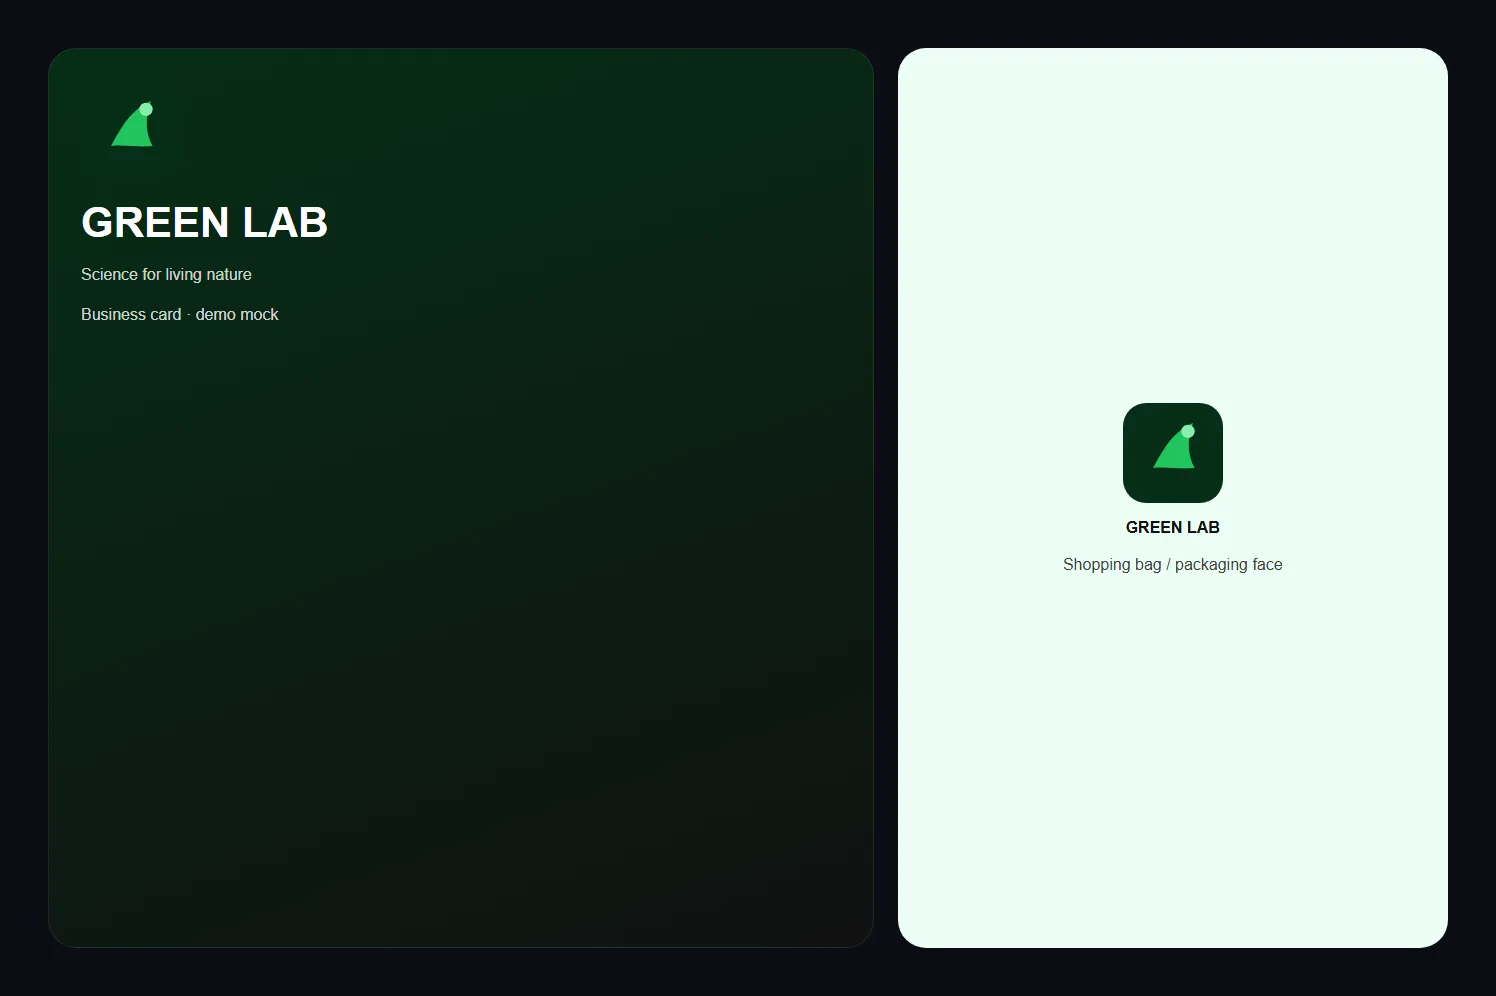 GREEN LAB
Science for living nature
Business card · demo mock
GREEN LAB
Shopping bag / packaging face